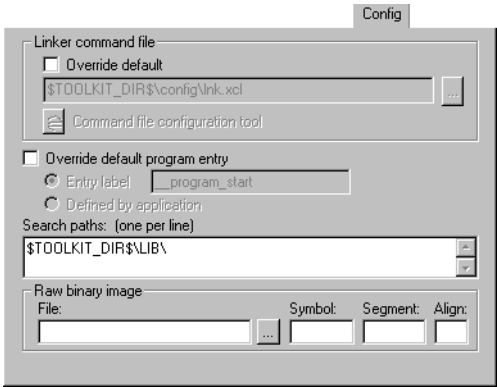 Config
Linker command file
Override default
$TOOLKIT_DIR$\config\lnk.xcl
...
Command file configuration tool
Override default program entry
Entry label __program_start
Defined by application
Search paths: (one per line)
$TOOLKIT_DIR$\LIB\
Raw binary image
File: Symbol: Segment: Align:
...